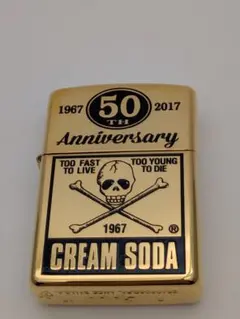 1967 50 2017
TH
Anniversary
TOO FAST TOO YOUNG
TO LIVE TO DIE
1967 ®
CREAM SODA